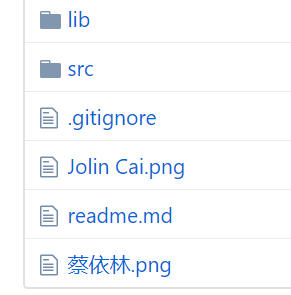 lib
src
.gitignore
Jolin Cai.png
readme.md
蔡依林.png